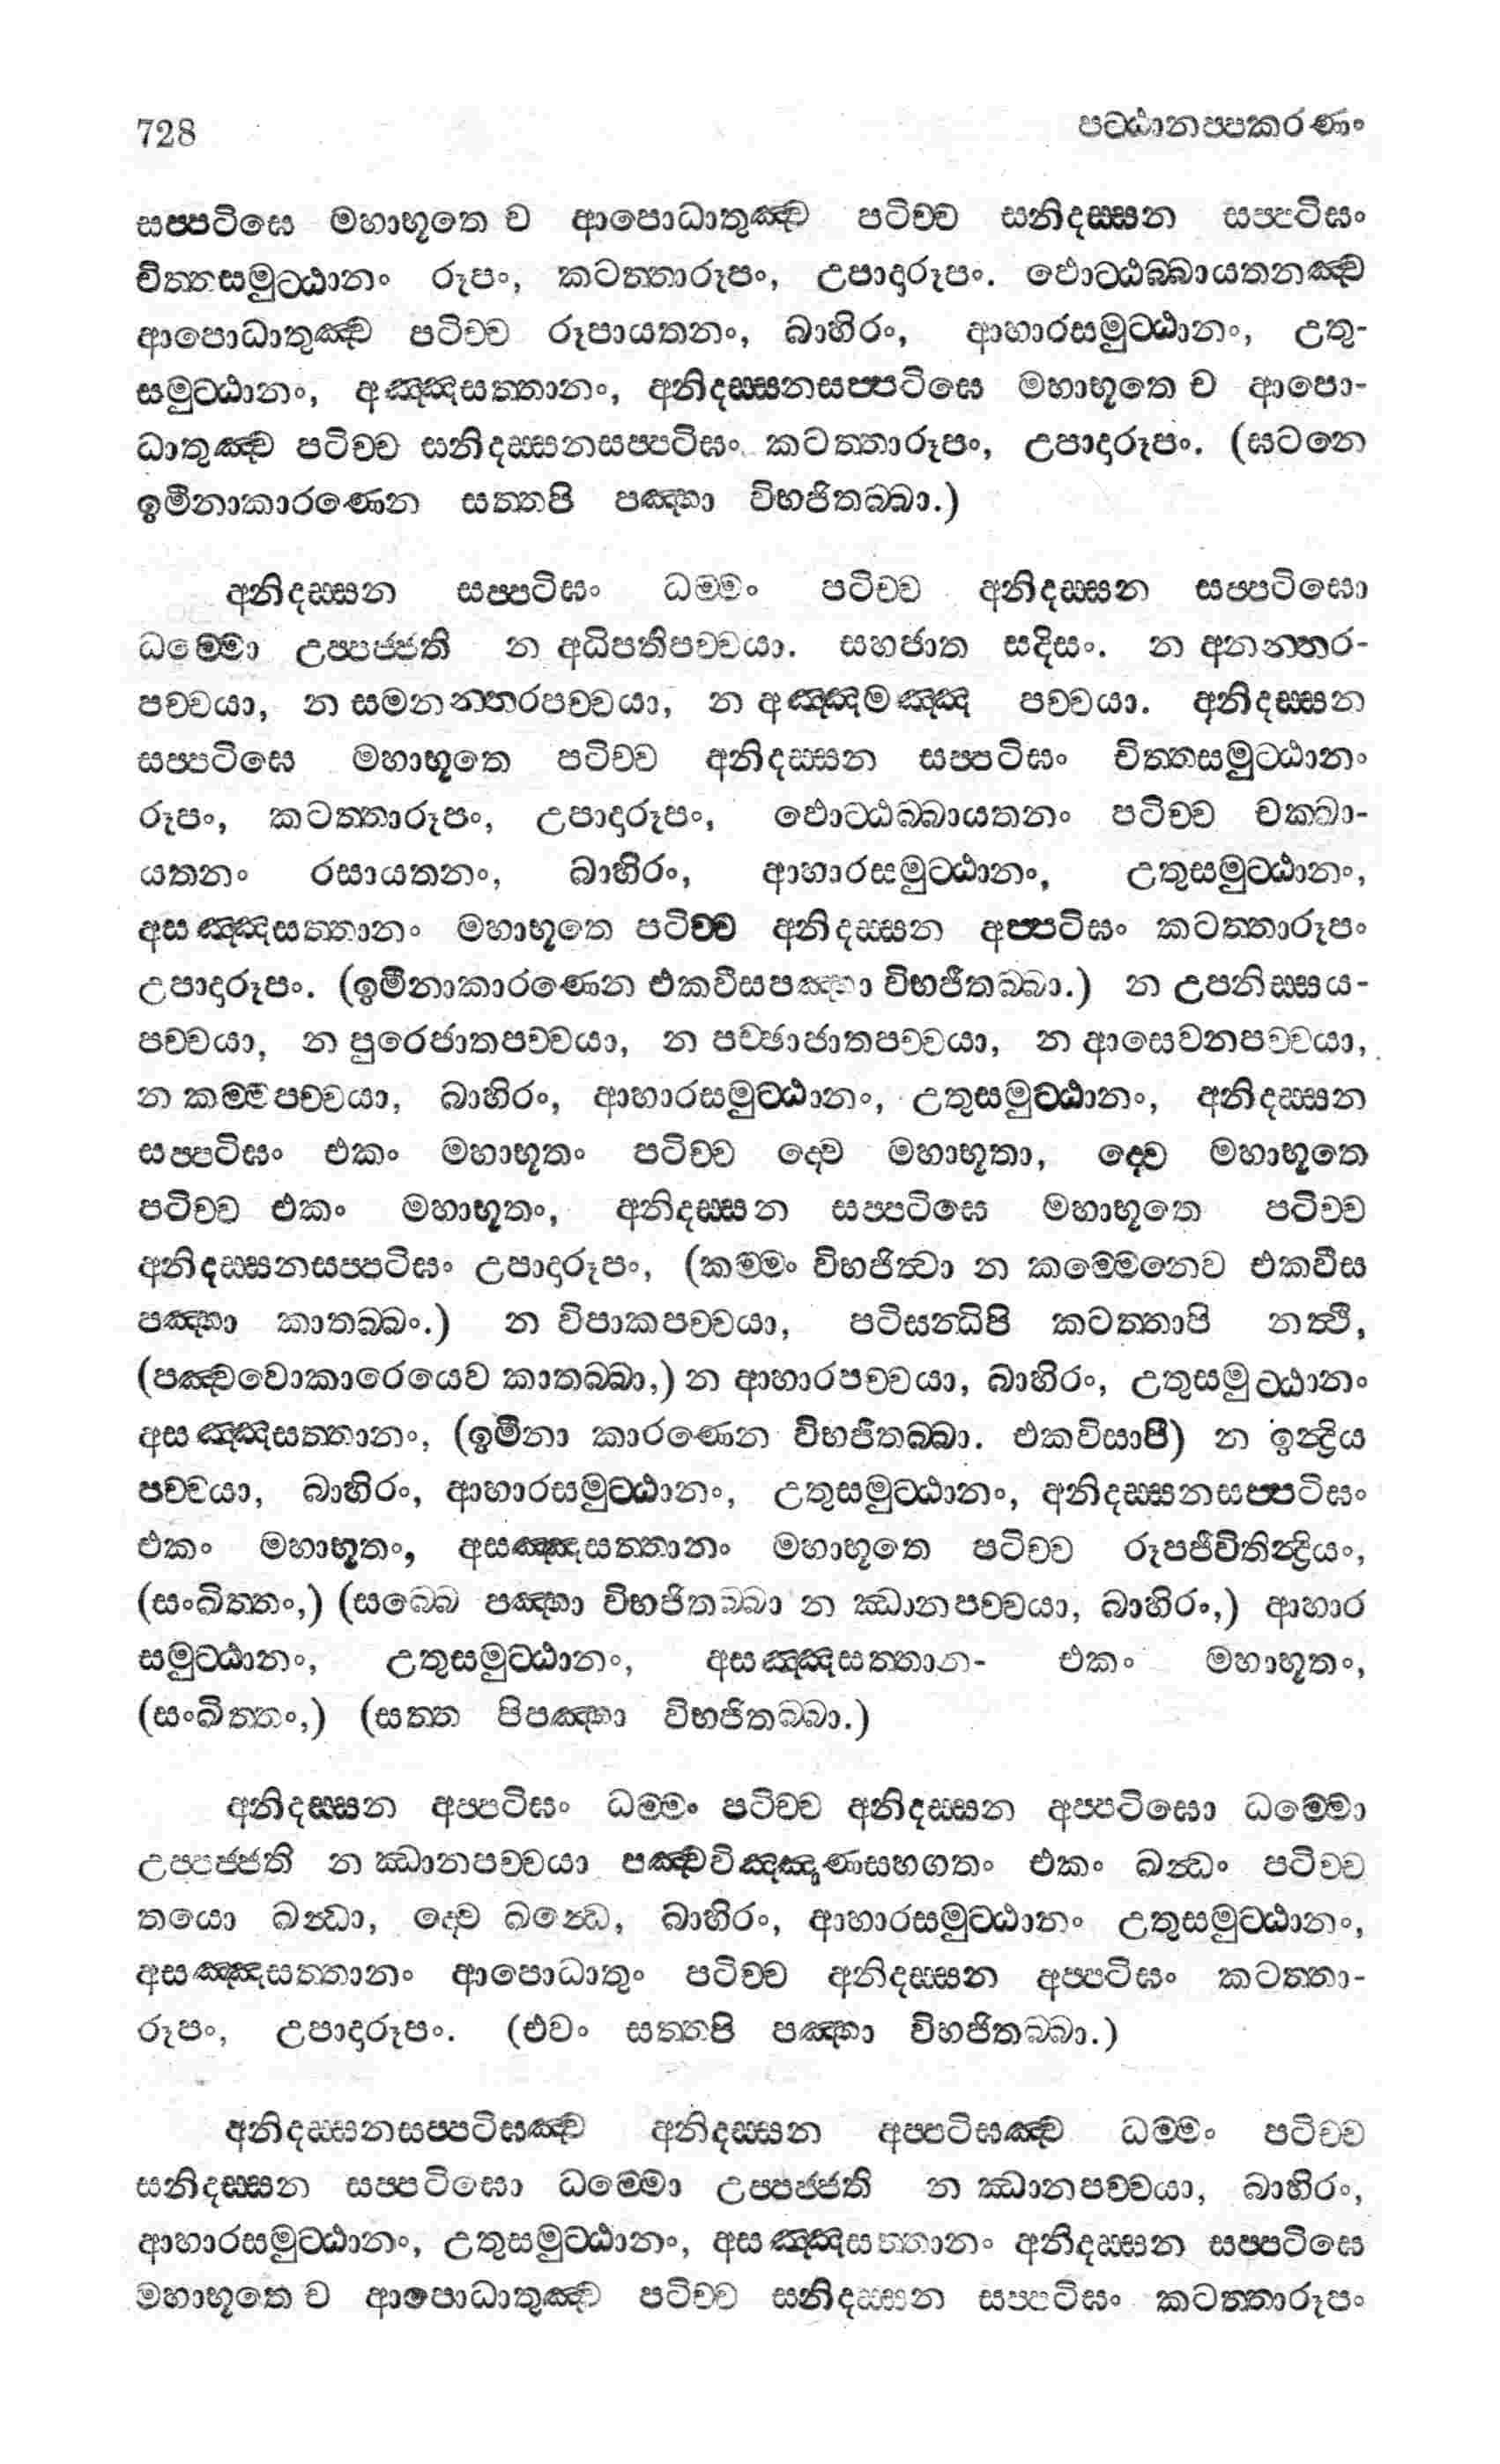 728 පට්ඨානප්පකරණං
සප්පටිඝෙ මහාභූතෙ ච ආපොධාතුඤ්ච පටිච්ච සනිදස්සන සප්පටිඝං
චිත්තසමුට්ඨානං රූපං, කටත්තාරූපං, උපාදාරූපං. ඵොට්ඨබ්බායතනඤ්ච
ආපොධාතුඤ්ච පටිච්ච රූපායතනං, බාහිරං, ආහාරසමුට්ඨානං, උතු-
සමුට්ඨානං, අඤ්ඤසත්තානං, අනිදස්සනසප්පටිඝෙ මහාභූතෙ ච ආපො-
ධාතුඤ්ච පටිච්ච සනිදස්සනසප්පටිඝං කටත්තාරූපං, උපාදාරූපං. (ඝටනෙ
ඉමිනාකාරණෙන සත්තපි පඤ්හා විභජිතබ්බා.)
අනිදස්සන සප්පටිඝං ධම්මං පටිච්ච අනිදස්සන සප්පටිඝො
ධම්මො උප්පජ්ජති න අධිපතිපච්චයා. සහජාත සදිසං. න අනන්තර-
පච්චයා, න සමනන්තරපච්චයා, න අඤ්ඤමඤ්ඤ පච්චයා. අනිදස්සන
සප්පටිඝෙ මහාභූතෙ පටිච්ච අනිදස්සන සප්පටිඝං චිත්තසමුට්ඨානං
රූපං, කටත්තාරූපං, උපාදාරූපං, ඵොට්ඨබ්බායතනං පටිච්ච චක්ඛා-
යතනං රසායතනං, බාහිරං, ආහාරසමුට්ඨානං, උතුසමුට්ඨානං,
අසඤ්ඤසත්තානං මහාභූතෙ පටිච්ච අනිදස්සන අප්පටිඝං කටත්තාරූපං
උපාදාරූපං. (ඉමිනාකාරණෙන එකවීසපඤ්හා විභජීතබ්බා.) න උපනිස්සය-
පච්චයා, න පුරෙජාතපච්චයා, න පච්ඡාජාතපච්චයා, න ආසෙවනපච්චයා,
න කම්මපච්චයා, බාහිරං, ආහාරසමුට්ඨානං, උතුසමුට්ඨානං, අනිදස්සන
සප්පටිඝං එකං මහාභූතං පටිච්ච ද්වෙ මහාභූතා, ද්වෙ මහාභූතෙ
පටිච්ච එකං මහාභූතං, අනිදස්සන සප්පටිඝෙ මහාභූතෙ පටිච්ච
අනිදස්සනසප්පටිඝං උපාදාරූපං, (කම්මං විභජිත්වා න කම්මෙනෙව එකවීස
පඤ්හා කාතබ්බං.) න විපාකපච්චයා, පටිසන්ධිපි කටත්තාපි නත්ථි,
(පඤ්චවොකාරෙයෙව කාතබ්බා,) න ආහාරපච්චයා, බාහිරං, උතුසමුට්ඨානං
අසඤ්ඤසත්තානං, (ඉමිනා කාරණෙන විභජීතබ්බා. එකවිසාපි) න ඉන්ද්‍රිය
පච්චයා, බාහිරං, ආහාරසමුට්ඨානං, උතුසමුට්ඨානං, අනිදස්සනසප්පටිඝං
එකං මහාභූතං, අසඤ්ඤසත්තානං මහාභූතෙ පටිච්ච රූපජීවිතින්ද්‍රියං,
(සංඛිත්තං,) (සබ්බෙ පඤ්හා විභජිතබ්බා න ඣානපච්චයා, බාහිරං,) ආහාර
සමුට්ඨානං, උතුසමුට්ඨානං, අසඤ්ඤසත්තාන- එකං මහාභූතං,
(සංඛිත්තං,) (සත්ත පිපඤ්හා විභජිතබ්බා.)
අනිදස්සන අප්පටිඝං ධම්මං පටිච්ච අනිදස්සන අප්පටිඝො ධම්මො
උප්පජ්ජති න ඣානපච්චයා පඤ්චවිඤ්ඤාණසහගතං එකං ඛන්ධං පටිච්ච
තයො ඛන්ධා, ද්වෙ ඛන්ධෙ, බාහිරං, ආහාරසමුට්ඨානං උතුසමුට්ඨානං,
අසඤ්ඤසත්තානං ආපොධාතුං පටිච්ච අනිදස්සන අප්පටිඝං කටත්තා-
රූපං, උපාදාරූපං. (එවං සත්තපි පඤ්හා විභජිතබ්බා.)
අනිදස්සනසප්පටිඝඤ්ච අනිදස්සන අප්පටිඝඤ්ච ධම්මං පටිච්ච
සනිදස්සන සප්පටිඝො ධම්මො උප්පජ්ජති න ඣානපච්චයා, බාහිරං,
ආහාරසමුට්ඨානං, උතුසමුට්ඨානං, අසඤ්ඤසත්තානං අනිදස්සන සප්පටිඝෙ
මහාභූතෙ ච ආපොධාතුඤ්ච පටිච්ච සනිදස්සන සප්පටිඝං කටත්තාරූපං